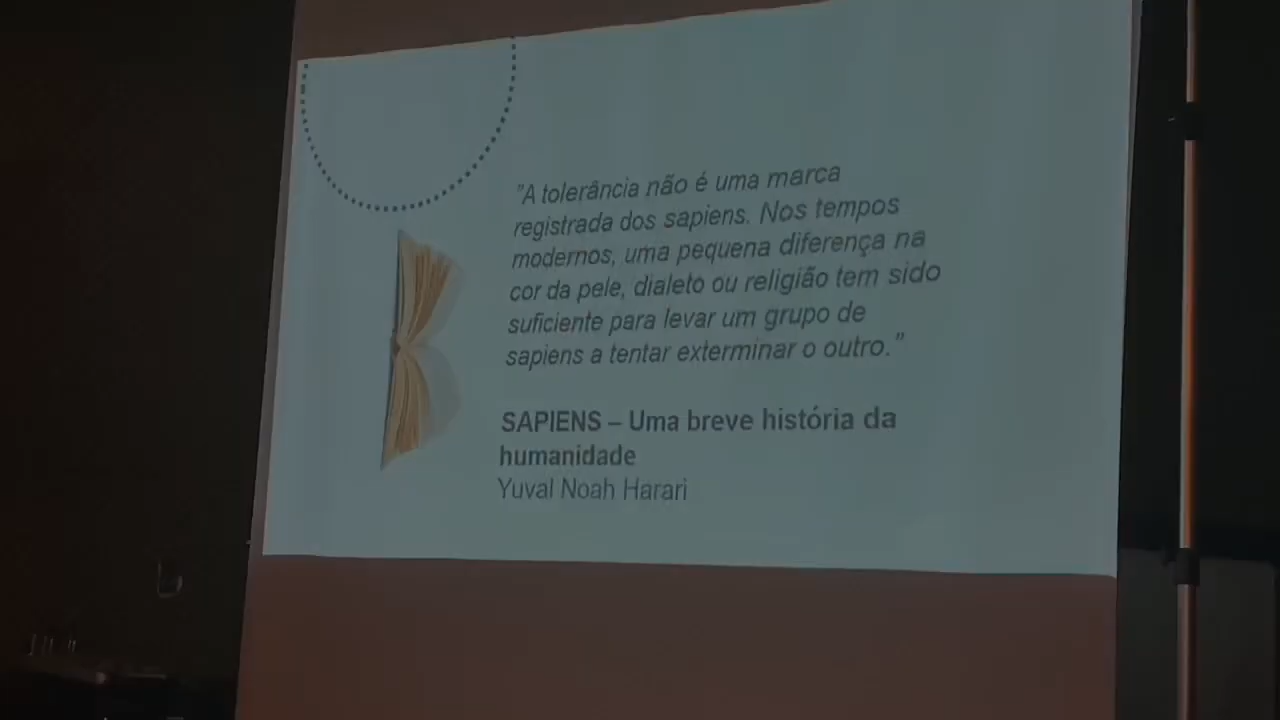 "A tolerância não é uma marca
registrada dos sapiens. Nos tempos
modernos, uma pequena diferença na
cor da pele, dialeto ou religião tem sido
suficiente para levar um grupo de
sapiens a tentar exterminar o outro."
SAPIENS – Uma breve história da
humanidade
Yuval Noah Harari